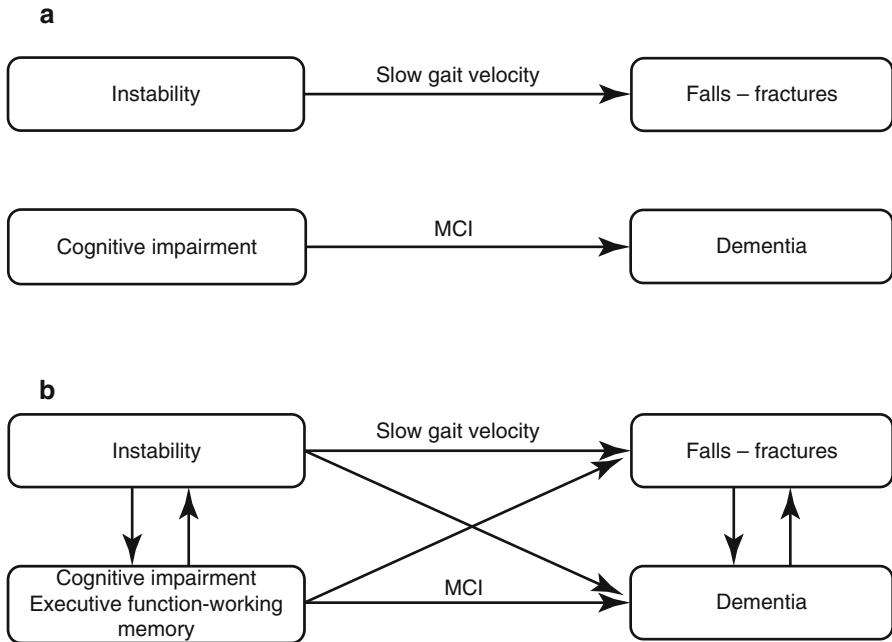 a
Slow gait velocity
Instability
Falls – fractures
MCI
Cognitive impairment
Dementia
b
Slow gait velocity
Instability
Falls – fractures
Cognitive impairment
Executive function-working
memory
MCI
Dementia